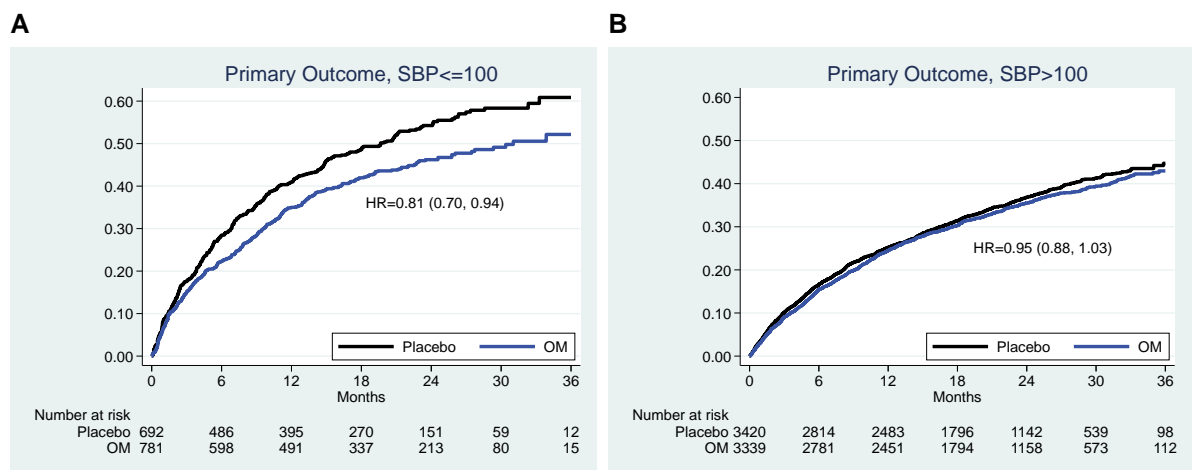 A
Primary Outcome, SBP<=100
0.60
0.50
0.40
0.30
0.20
0.10
0.00
HR=0.81 (0.70, 0.94)
Placebo OM
0 6 12 18 24 30 36
Months
Number at risk
Placebo 692 486 395 270 151 59 12
OM 781 598 491 337 213 80 15
B
Primary Outcome, SBP>100
0.60
0.50
0.40
0.30
0.20
0.10
0.00
HR=0.95 (0.88, 1.03)
Placebo OM
0 6 12 18 24 30 36
Months
Number at risk
Placebo 3420 2814 2483 1796 1142 539 98
OM 3339 2781 2451 1794 1158 573 112